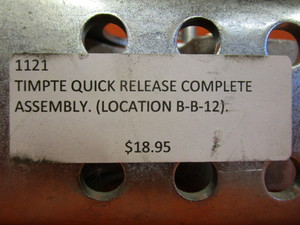 1121
TIMPTE QUICK RELEASE COMPLETE
ASSEMBLY. (LOCATION B-B-12).
$18.95